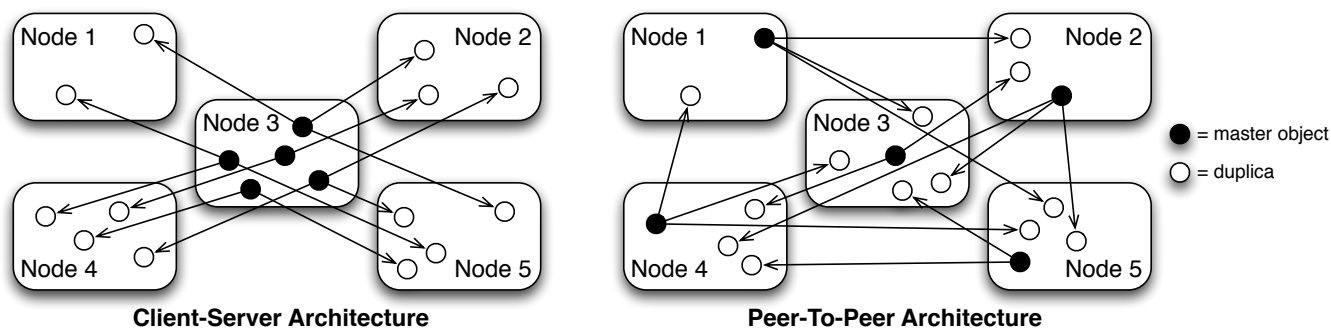 Node 1
Node 2
Node 3
Node 4
Node 5
Client-Server Architecture
Node 1
Node 2
Node 3
Node 4
Node 5
Peer-To-Peer Architecture
= master object
= duplica